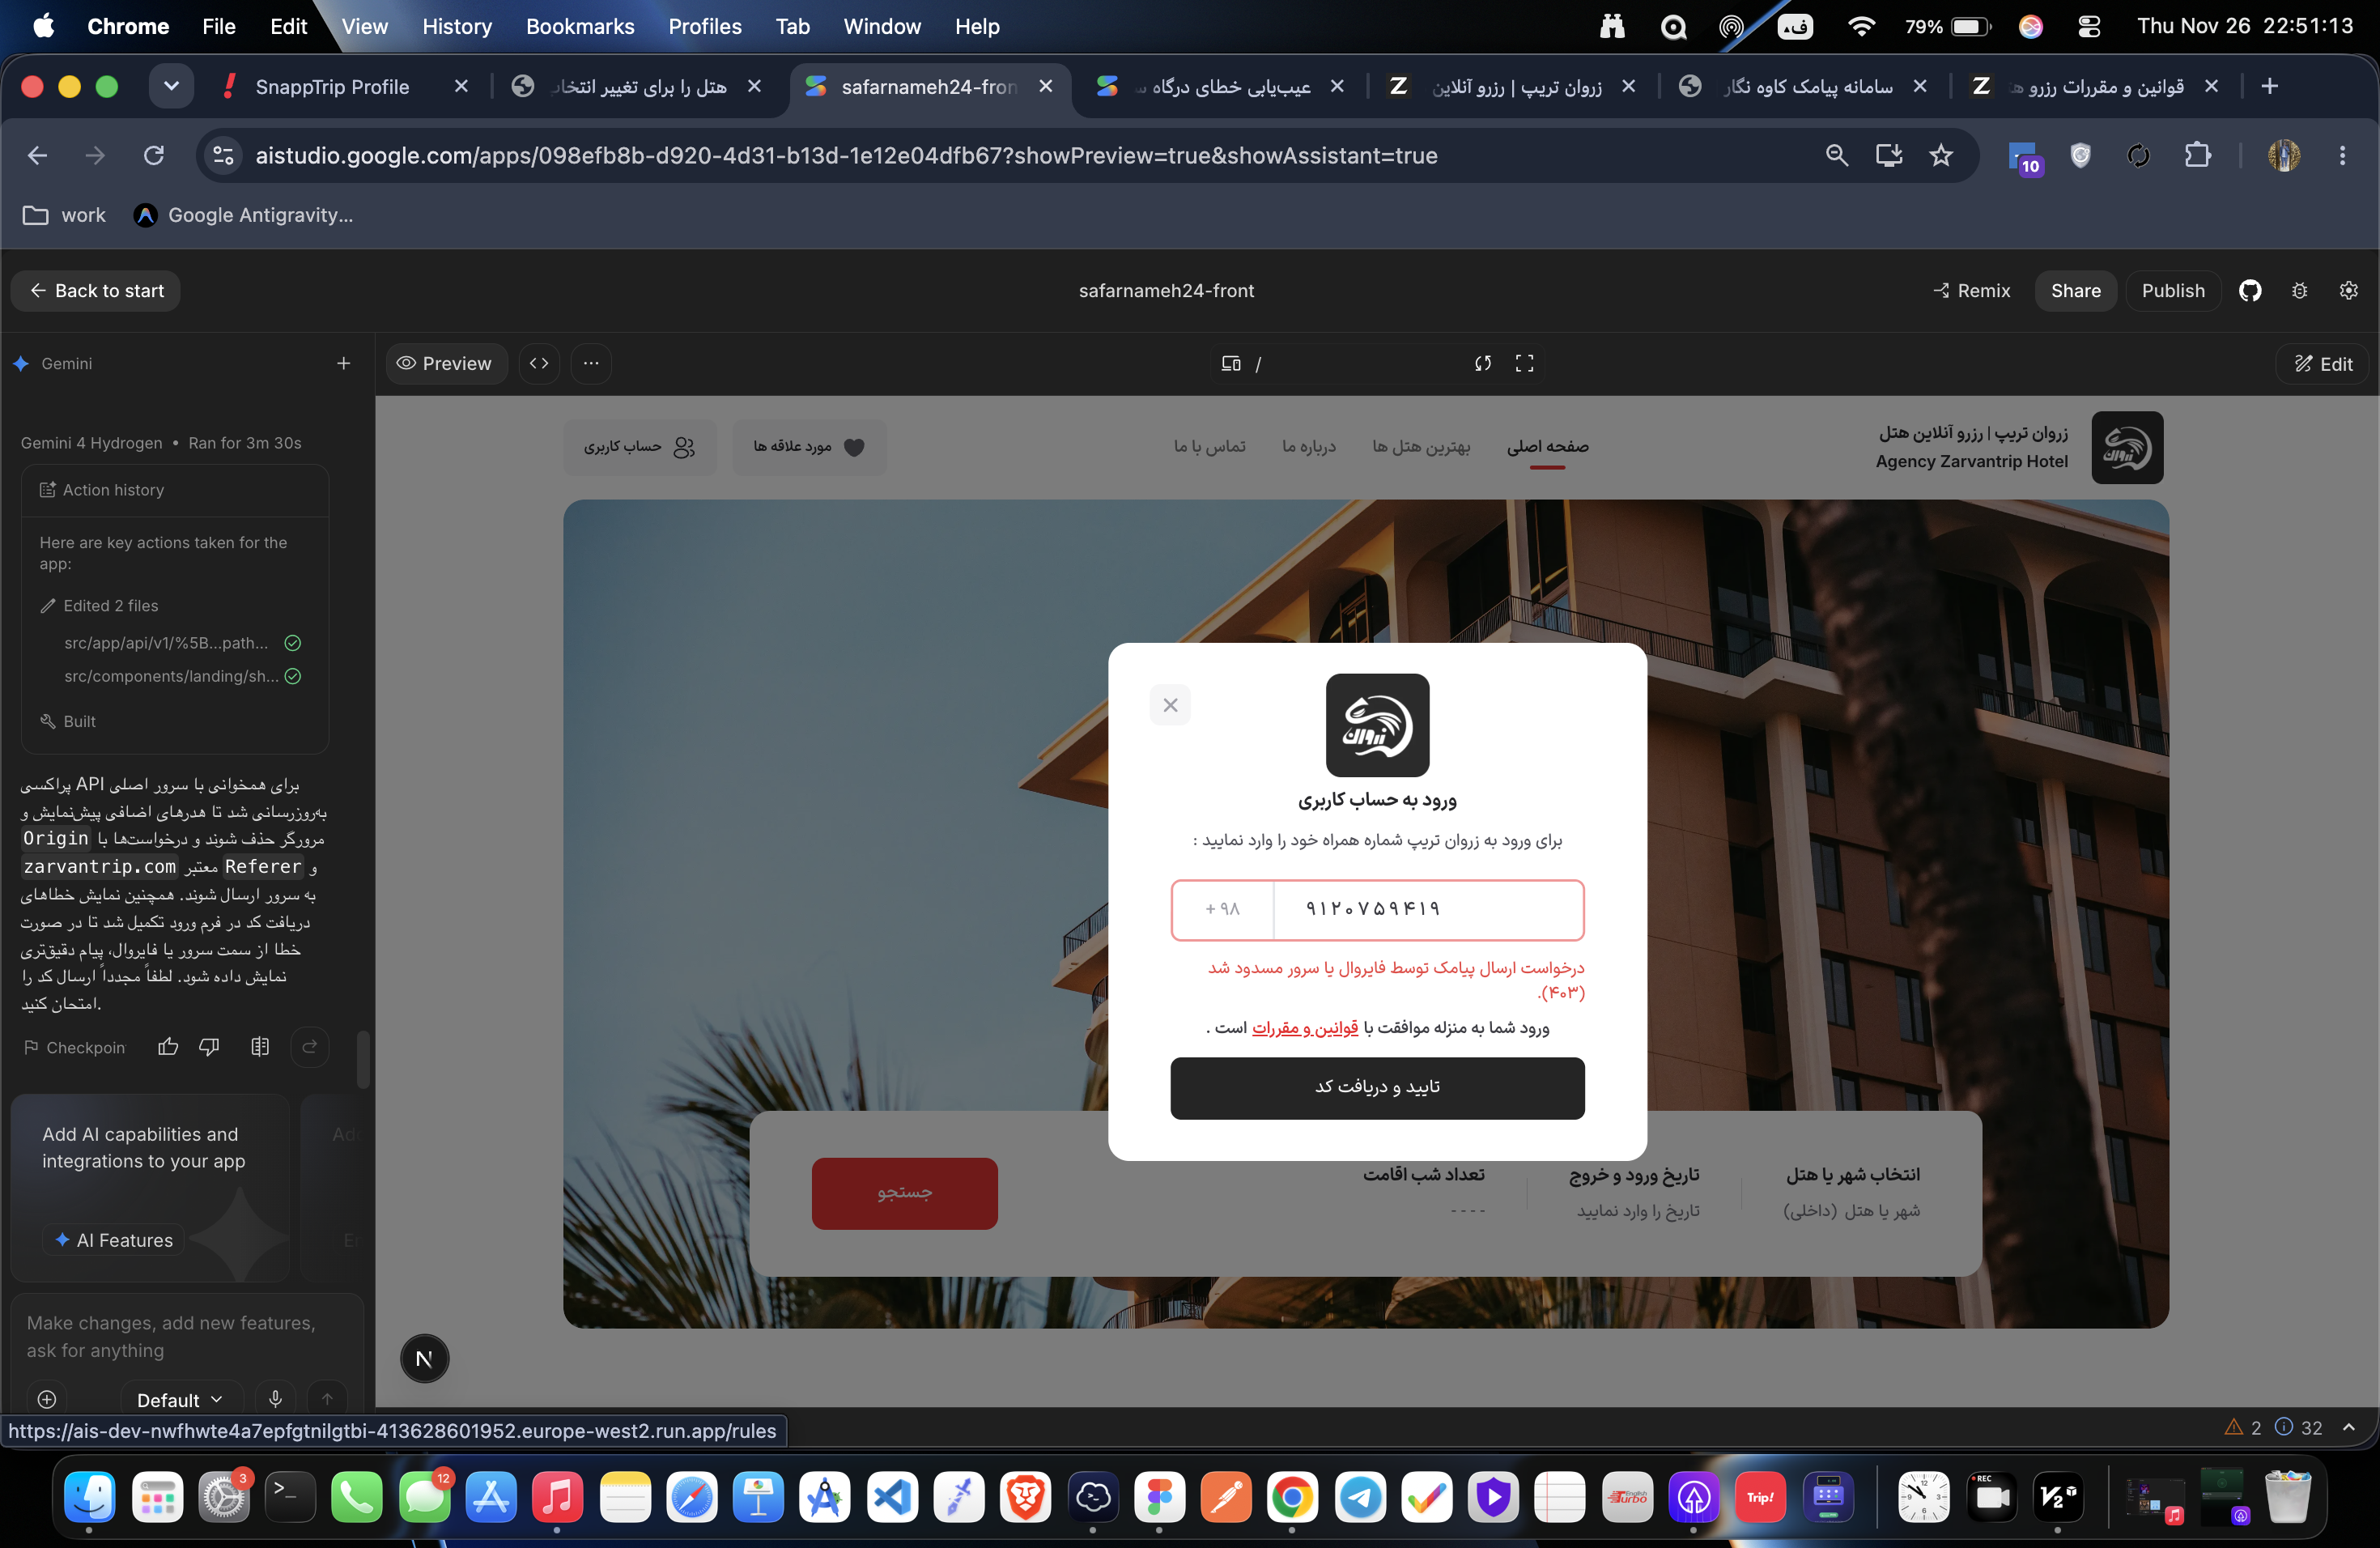 Chrome File Edit View History Bookmarks Profiles Tab Window Help
79% Thu Nov 26 22:51:13
SnappTrip Profile
هتل را برای تغییر انتخاب
safarnameh24-fron
عیب‌یابی خطای درگاه س
Z زروان تریپ | رزرو آنلاین
سامانه پیامک کاوه نگار
Z قوانین و مقررات رزرو ه
aistudio.google.com/apps/098efb8b-d920-4d31-b13d-1e12e04dfb67?showPreview=true&showAssistant=true
10
work
Google Antigravity...
Back to start
safarnameh24-front
Remix
Share
Publish
Gemini
Preview
/
Edit
Gemini 4 Hydrogen • Ran for 3m 30s
Action history
Here are key actions taken for the
app:
Edited 2 files
src/app/api/v1/%5B...path...
src/components/landing/sh...
Built
برای همخوانی با سرور اصلی API پراکسی
به‌روزرسانی شد تا هدرهای اضافی پیش‌نمایش و
مرورگر حذف شوند و درخواست‌ها با Origin
و Referer معتبر zarvantrip.com
به سرور ارسال شوند. همچنین نمایش خطاهای
دریافت کد در فرم ورود تکمیل شد تا در صورت
خطا از سمت سرور یا فایروال، پیام دقیق‌تری
نمایش داده شود. لطفاً مجدداً ارسال کد را
امتحان کنید.
Checkpoin
Add AI capabilities and
integrations to your app
AI Features
Make changes, add new features,
ask for anything
Default
https://ais-dev-nwfhwte4a7epfgtnilgtbi-413628601952.europe-west2.run.app/rules
زروان تریپ | رزرو آنلاین هتل
Agency Zarvantrip Hotel
زروان
صفحه اصلی
بهترین هتل ها
درباره ما
تماس با ما
مورد علاقه ها
حساب کاربری
زروان
ورود به حساب کاربری
برای ورود به زروان تریپ شماره همراه خود را وارد نمایید :
+ ۹۸
۹۱۲۰۷۵۹۴۱۹
درخواست ارسال پیامک توسط فایروال یا سرور مسدود شد
(۴۰۳).
ورود شما به منزله موافقت با قوانین و مقررات است .
تایید و دریافت کد
انتخاب شهر یا هتل
شهر یا هتل (داخلی)
تاریخ ورود و خروج
تاریخ را وارد نمایید
تعداد شب اقامت
- - - -
جستجو
N
2
32
3
12
English
Turbo
Trip!
REC
V2